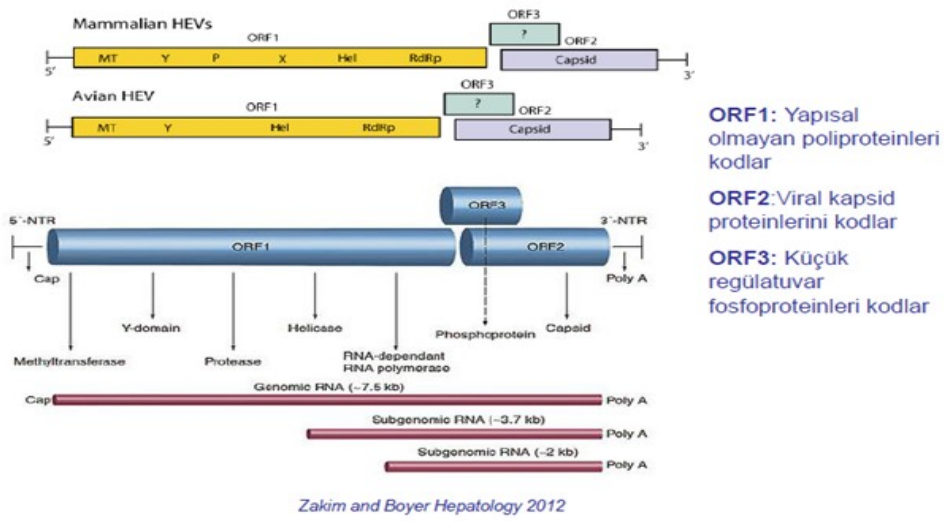 Mammalian HEVs
ORF1
ORF3
?
ORF2
MT Y P X Hel RdRp
Capsid
5′ 3′
Avian HEV
ORF1
ORF3
?
ORF2
MT Y Hel RdRp
Capsid
5′ 3′
ORF1: Yapısal
olmayan poliproteinleri
kodlar
ORF2:Viral kapsid
proteinlerini kodlar
ORF3: Küçük
regülatuvar
fosfoproteinleri kodlar
5′-NTR
ORF3
3′-NTR
ORF1
ORF2
Cap
Poly A
Y-domain
Helicase
Phosphoprotein
Capsid
Methyltransferase
Protease
RNA-dependant
RNA polymerase
Genomic RNA (~7.5 kb)
Cap
Poly A
Subgenomic RNA (~3.7 kb)
Poly A
Subgenomic RNA (~2 kb)
Poly A
Zakim and Boyer Hepatology 2012